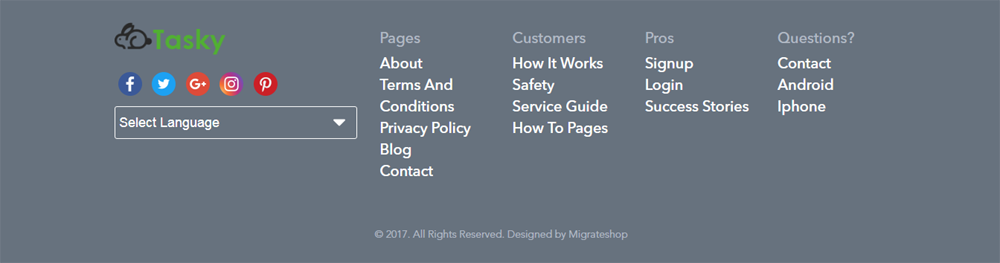 Tasky
Select Language
Pages
About
Terms And
Conditions
Privacy Policy
Blog
Contact
Customers
How It Works
Safety
Service Guide
How To Pages
Pros
Signup
Login
Success Stories
Questions?
Contact
Android
Iphone
© 2017. All Rights Reserved. Designed by Migrateshop